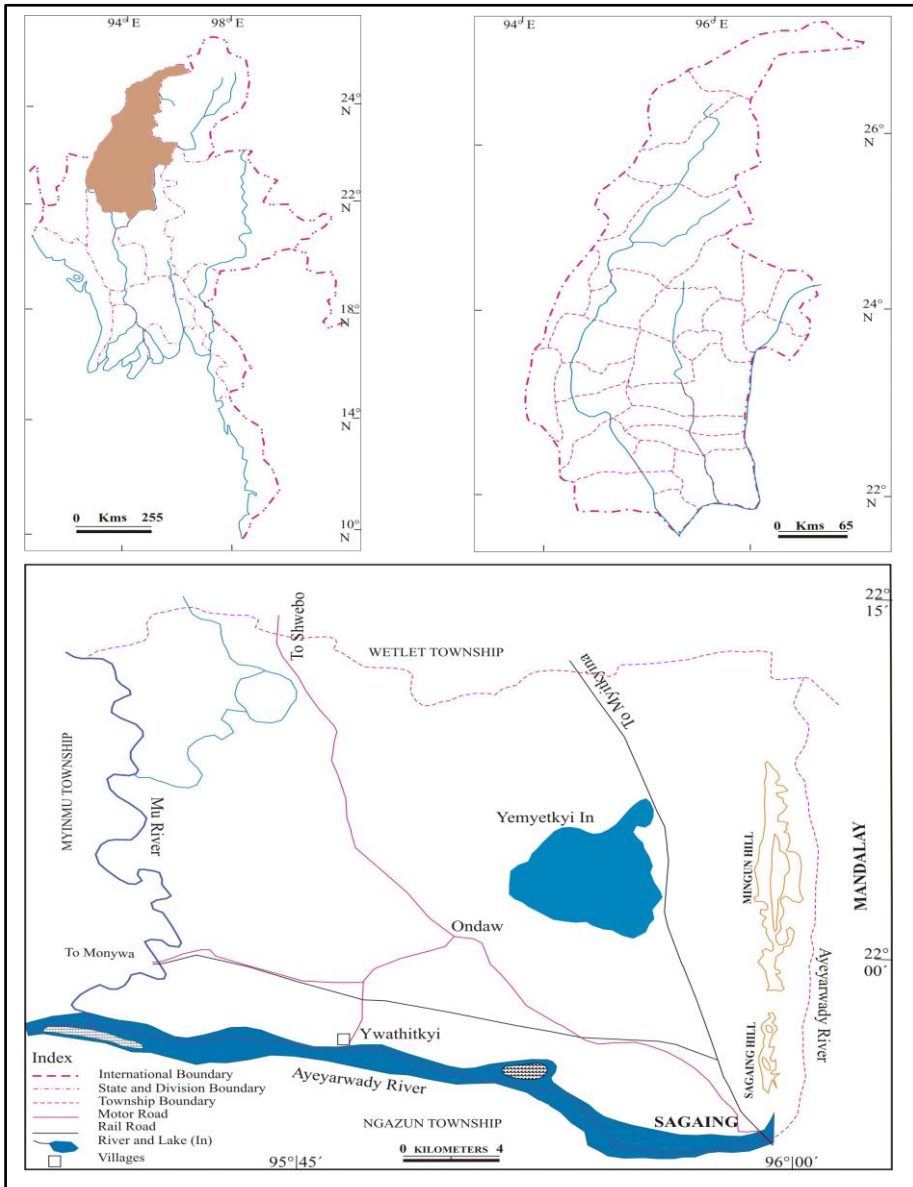 94° E
98° E
24°
N
22°
N
18°
N
14°
N
10°
N
0 Kms 255
94° E
96° E
26°
N
24°
N
22°
N
0 Kms 65
22°
15´
To Shwebo
WETLET TOWNSHIP
To Myitkyina
MYINMU TOWNSHIP
Mu River
Yemyetkyi In
MINGUN HILL
MANDALAY
Ondaw
To Monywa
22°
00´
Ayeyarwady River
Ywathitkyi
SAGAING HILL
Ayeyarwady River
NGAZUN TOWNSHIP
SAGAING
Index
International Boundary
State and Division Boundary
Township Boundary
Motor Road
Rail Road
River and Lake (In)
Villages
0 KILOMETERS 4
95°45´
96°00´